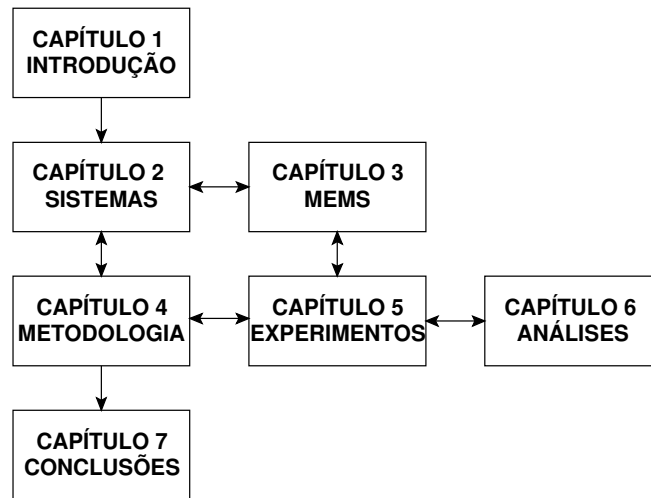 CAPÍTULO 1
INTRODUÇÃO
CAPÍTULO 2
SISTEMAS
CAPÍTULO 3
MEMS
CAPÍTULO 4
METODOLOGIA
CAPÍTULO 5
EXPERIMENTOS
CAPÍTULO 6
ANÁLISES
CAPÍTULO 7
CONCLUSÕES